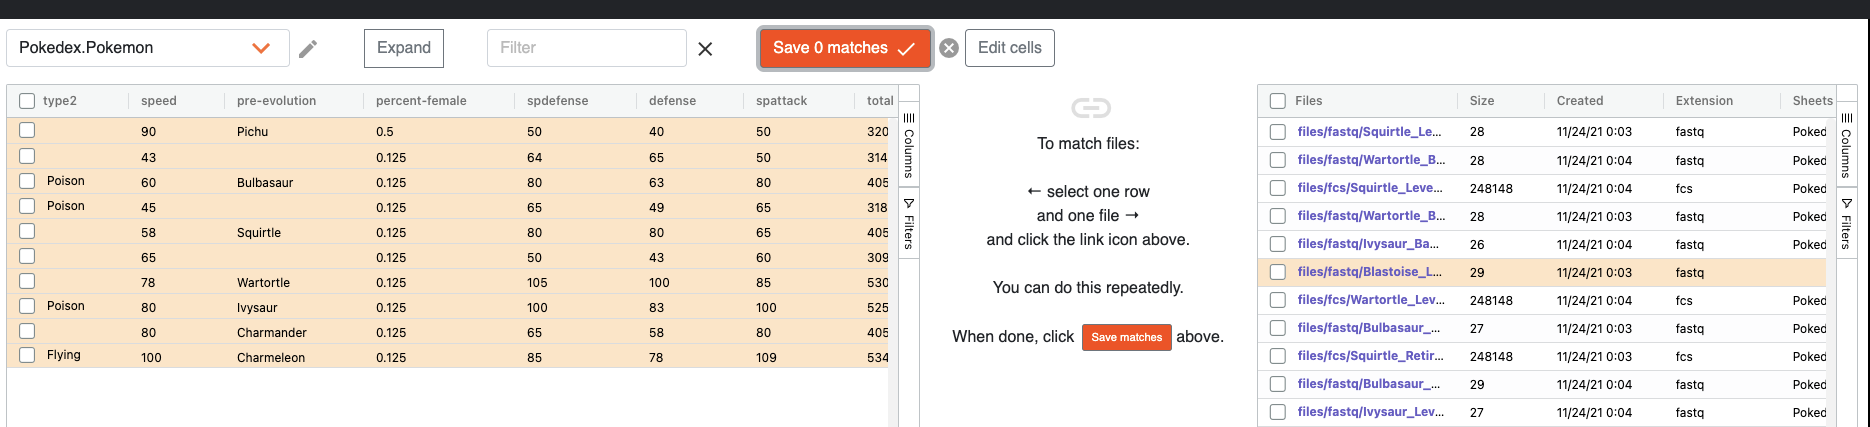 Pokedex.Pokemon Expand Filter Save 0 matches Edit cells
type2 speed pre-evolution percent-female spdefense defense spattack total
90 Pichu 0.5 50 40 50 320
43 0.125 64 65 50 314
Poison 60 Bulbasaur 0.125 80 63 80 405
Poison 45 0.125 65 49 65 318
58 Squirtle 0.125 80 80 65 405
65 0.125 50 43 60 309
78 Wartortle 0.125 105 100 85 530
Poison 80 Ivysaur 0.125 100 83 100 525
80 Charmander 0.125 65 58 80 405
Flying 100 Charmeleon 0.125 85 78 109 534
Columns
Filters
To match files:
← select one row
and one file →
and click the link icon above.
You can do this repeatedly.
When done, click Save matches above.
Files Size Created Extension Sheets
files/fastq/Squirtle_Le... 28 11/24/21 0:03 fastq Poked
files/fastq/Wartortle_B... 28 11/24/21 0:04 fastq Poked
files/fcs/Squirtle_Leve... 248148 11/24/21 0:04 fcs Poked
files/fastq/Wartortle_B... 28 11/24/21 0:03 fastq Poked
files/fastq/Ivysaur_Ba... 26 11/24/21 0:04 fastq Poked
files/fastq/Blastoise_L... 29 11/24/21 0:03 fastq
files/fcs/Wartortle_Lev... 248148 11/24/21 0:04 fcs Poked
files/fastq/Bulbasaur_... 27 11/24/21 0:03 fastq Poked
files/fcs/Squirtle_Retir... 248148 11/24/21 0:03 fcs Poked
files/fastq/Bulbasaur_... 29 11/24/21 0:04 fastq Poked
files/fastq/Ivysaur_Lev... 27 11/24/21 0:04 fastq Poked
Columns
Filters